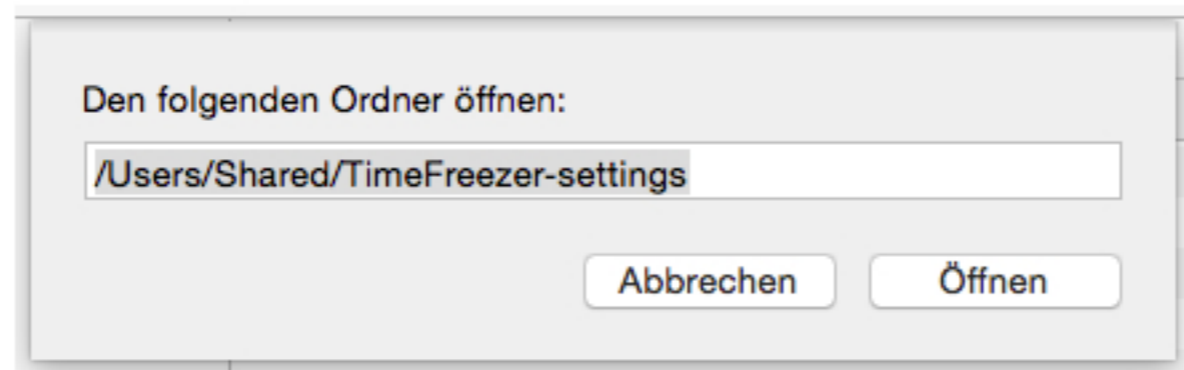 Den folgenden Ordner öffnen:
/Users/Shared/TimeFreezer-settings
Abbrechen Öffnen